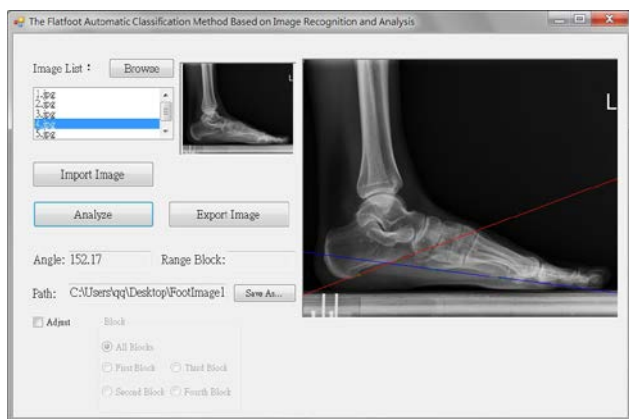 The Flatfoot Automatic Classification Method Based on Image Recognition and Analysis
Image List :
Browse
1.jpg
2.jpg
3.jpg
4.jpg
5.jpg
L
L
Import Image
Analyze
Export Image
Angle: 152.17
Range Block:
Path: C:\Users\qq\Desktop\FootImage1
Save As...
Adjust
Block
All Blocks
First Block
Third Block
Second Block
Fourth Block